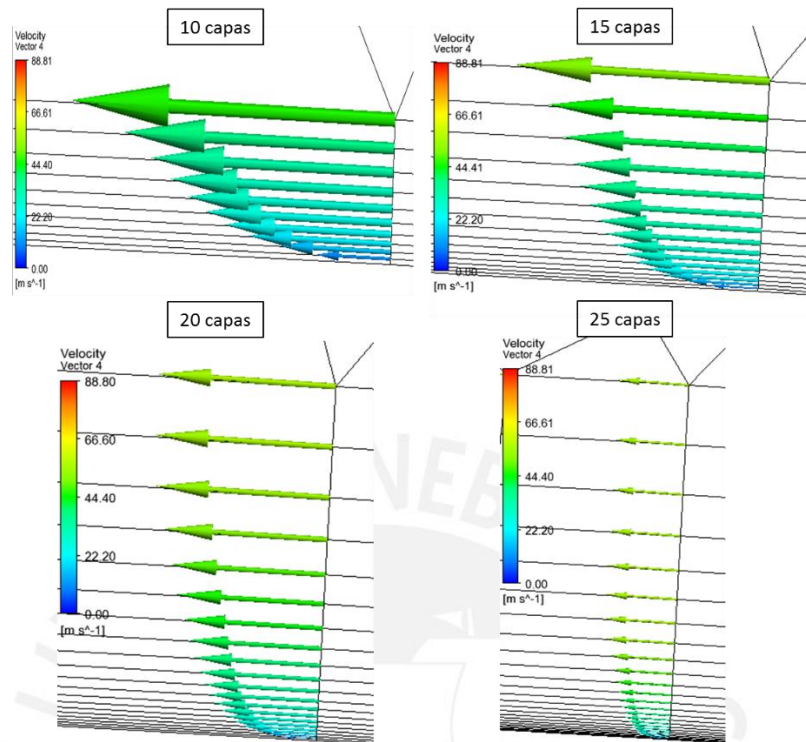 10 capas
Velocity
Vector 4
88.81
66.61
44.40
22.20
0.00
[m s^-1]
15 capas
Velocity
Vector 4
88.81
66.61
44.41
22.20
0.00
[m s^-1]
20 capas
Velocity
Vector 4
88.80
66.60
44.40
22.20
0.00
[m s^-1]
25 capas
Velocity
Vector 4
88.81
66.61
44.40
22.20
0.00
[m s^-1]